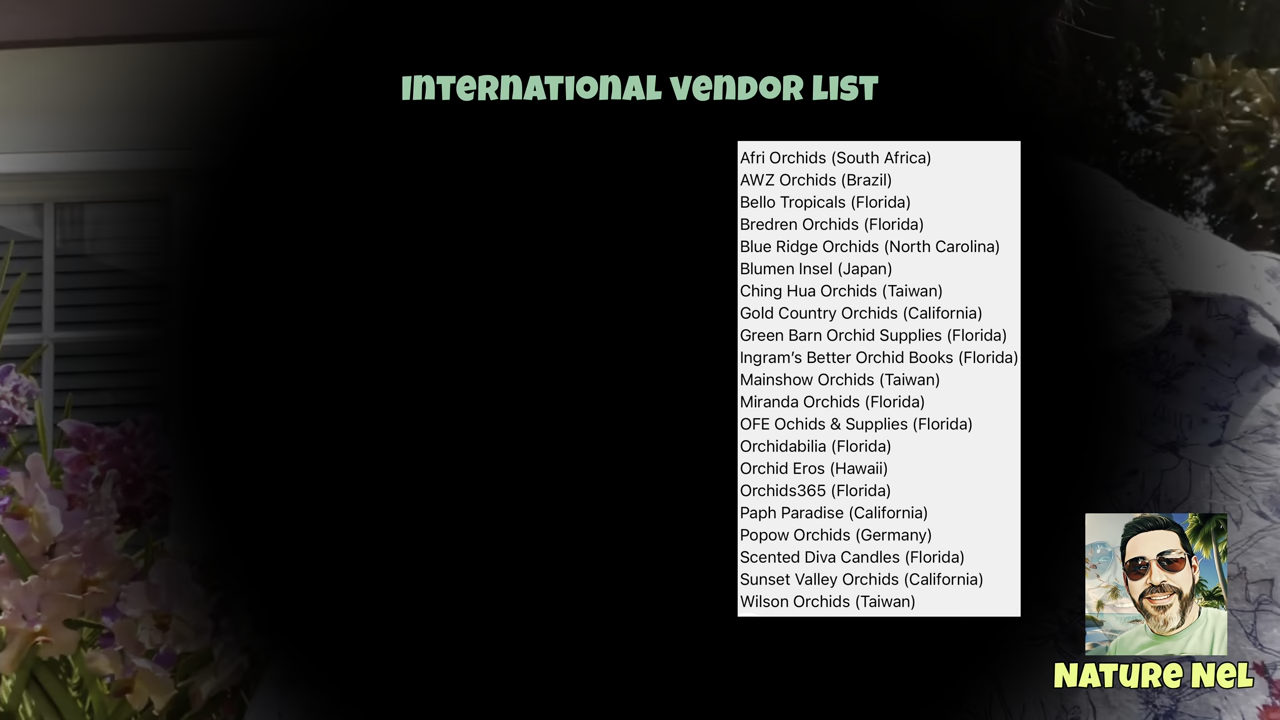 International Vendor List
Afri Orchids (South Africa)
AWZ Orchids (Brazil)
Bello Tropicals (Florida)
Bredren Orchids (Florida)
Blue Ridge Orchids (North Carolina)
Blumen Insel (Japan)
Ching Hua Orchids (Taiwan)
Gold Country Orchids (California)
Green Barn Orchid Supplies (Florida)
Ingram’s Better Orchid Books (Florida)
Mainshow Orchids (Taiwan)
Miranda Orchids (Florida)
OFE Ochids & Supplies (Florida)
Orchidabilia (Florida)
Orchid Eros (Hawaii)
Orchids365 (Florida)
Paph Paradise (California)
Popow Orchids (Germany)
Scented Diva Candles (Florida)
Sunset Valley Orchids (California)
Wilson Orchids (Taiwan)
Nature Nel